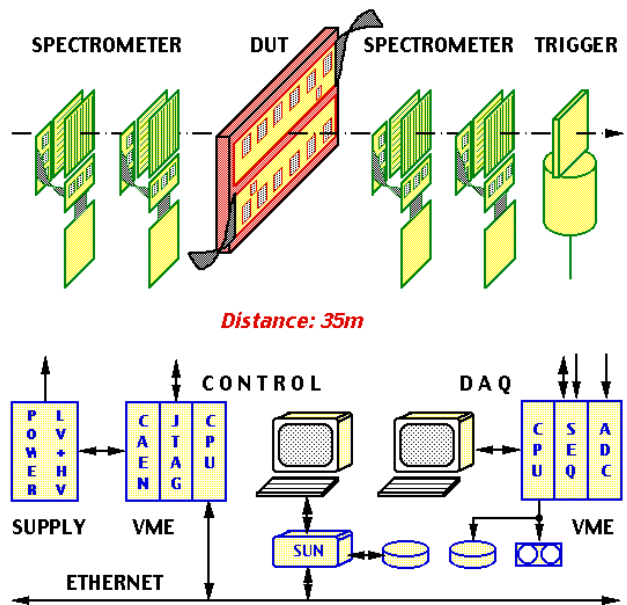 SPECTROMETER DUT SPECTROMETER TRIGGER
Distance: 35m
CONTROL DAQ
POWER LV+HV
CAEN JTAG CPU
CPU SEQ ADC
SUPPLY VME SUN VME
ETHERNET